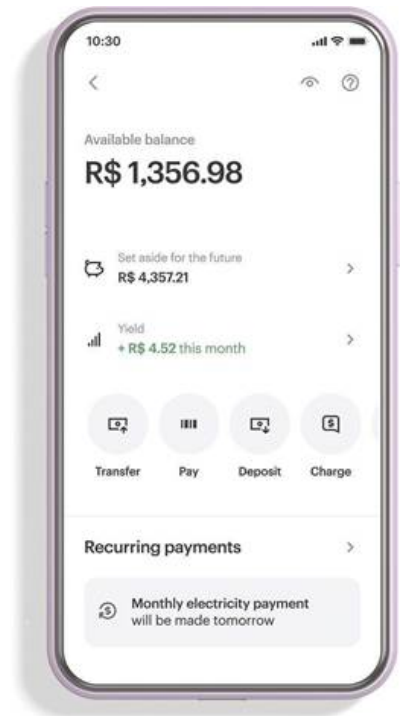 10:30
Available balance
R$ 1,356.98
Set aside for the future
R$ 4,357.21
Yield
+ R$ 4.52 this month
Transfer Pay Deposit Charge
Recurring payments
Monthly electricity payment
will be made tomorrow